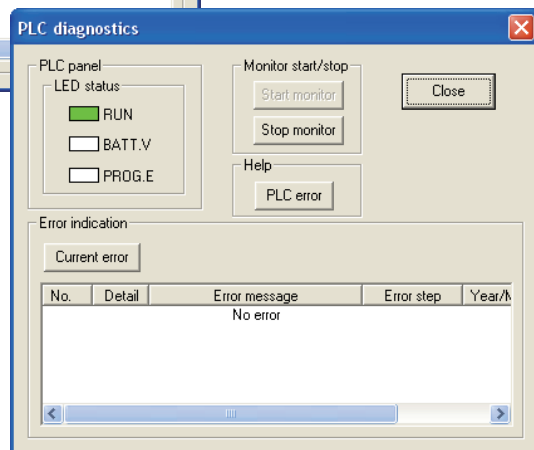 PLC diagnostics
PLC panel
LED status
RUN
BATT.V
PROG.E
Monitor start/stop
Start monitor
Stop monitor
Close
Help
PLC error
Error indication
Current error
No. Detail Error message Error step Year/M
No error